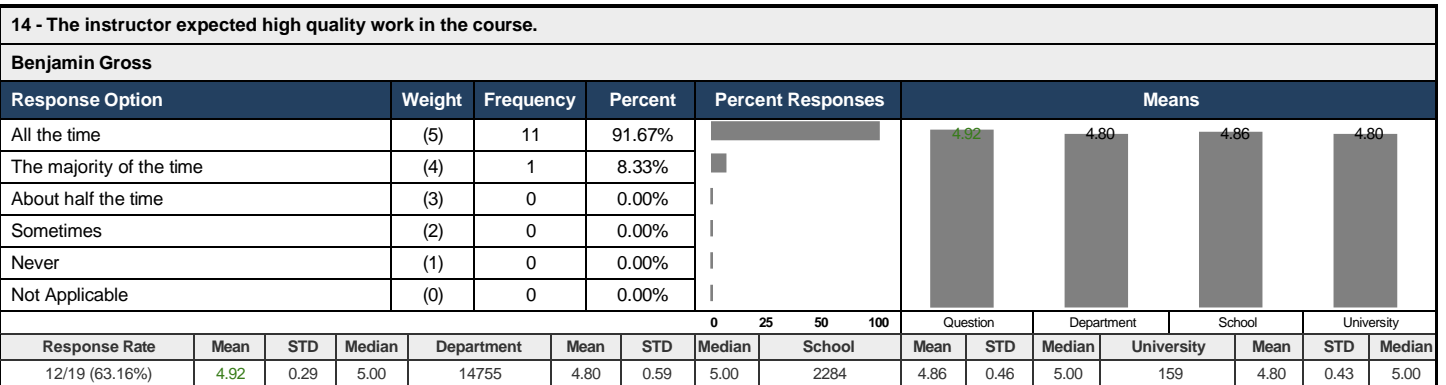 14 - The instructor expected high quality work in the course.
Benjamin Gross
Response Option Weight Frequency Percent Percent Responses Means
All the time (5) 11 91.67% 4.92 4.80 4.86 4.80
The majority of the time (4) 1 8.33%
About half the time (3) 0 0.00%
Sometimes (2) 0 0.00%
Never (1) 0 0.00%
Not Applicable (0) 0 0.00%
0 25 50 100 Question Department School University
Response Rate Mean STD Median Department Mean STD Median School Mean STD Median University Mean STD Median
12/19 (63.16%) 4.92 0.29 5.00 14755 4.80 0.59 5.00 2284 4.86 0.46 5.00 159 4.80 0.43 5.00